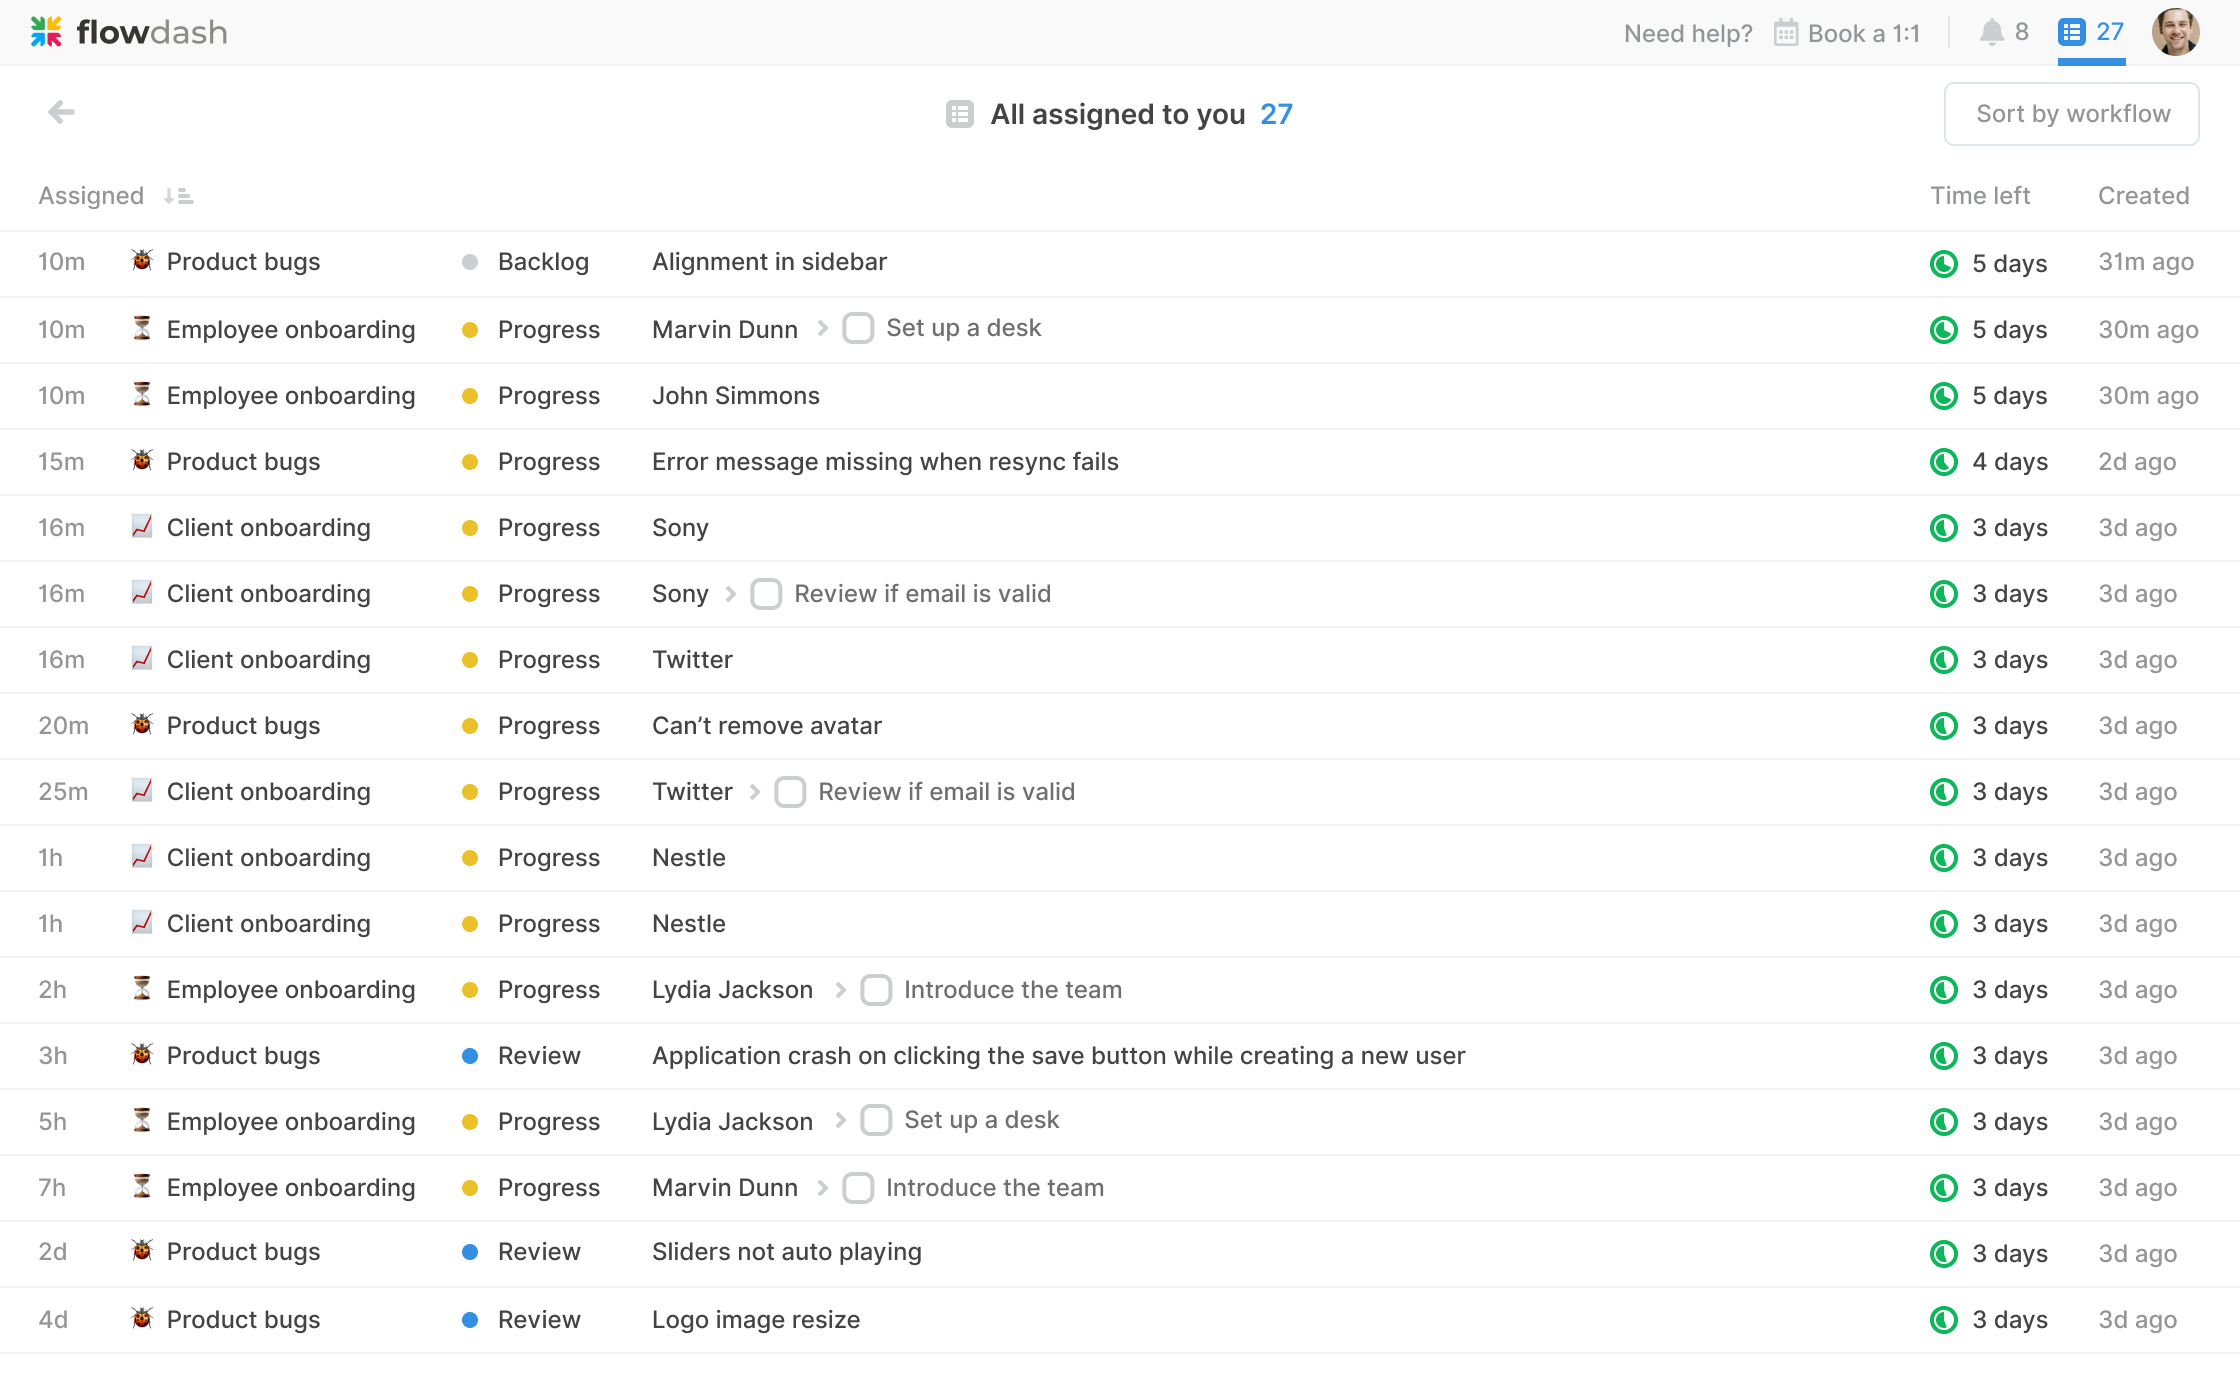 flowdash Need help? Book a 1:1 8 27
All assigned to you 27 Sort by workflow
Assigned Time left Created
10m Product bugs Backlog Alignment in sidebar 5 days 31m ago
10m Employee onboarding Progress Marvin Dunn Set up a desk 5 days 30m ago
10m Employee onboarding Progress John Simmons 5 days 30m ago
15m Product bugs Progress Error message missing when resync fails 4 days 2d ago
16m Client onboarding Progress Sony 3 days 3d ago
16m Client onboarding Progress Sony Review if email is valid 3 days 3d ago
16m Client onboarding Progress Twitter 3 days 3d ago
20m Product bugs Progress Can’t remove avatar 3 days 3d ago
25m Client onboarding Progress Twitter Review if email is valid 3 days 3d ago
1h Client onboarding Progress Nestle 3 days 3d ago
1h Client onboarding Progress Nestle 3 days 3d ago
2h Employee onboarding Progress Lydia Jackson Introduce the team 3 days 3d ago
3h Product bugs Review Application crash on clicking the save button while creating a new user 3 days 3d ago
5h Employee onboarding Progress Lydia Jackson Set up a desk 3 days 3d ago
7h Employee onboarding Progress Marvin Dunn Introduce the team 3 days 3d ago
2d Product bugs Review Sliders not auto playing 3 days 3d ago
4d Product bugs Review Logo image resize 3 days 3d ago